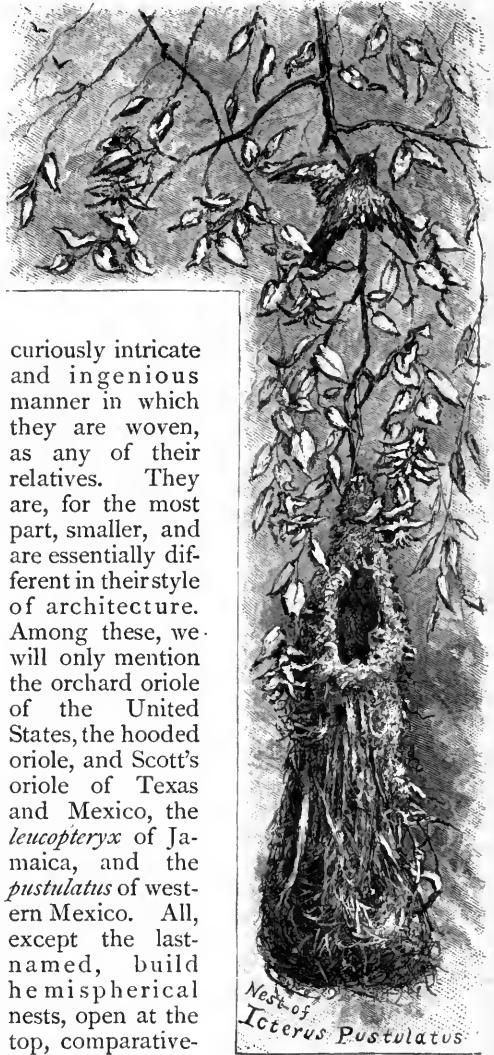 curiously intricate
and ingenious
manner in which
they are woven,
as any of their
relatives. They
are, for the most
part, smaller, and
are essentially dif-
ferent in their style
of architecture.
Among these, we
will only mention
the orchard oriole
of the United
States, the hooded
oriole, and Scott's
oriole of Texas
and Mexico, the
leucopteryx of Ja-
maica, and the
pustulatus of west-
ern Mexico. All,
except the last-
named, build
hemispherical
nests, open at the
top, comparative-
Nest of
Icterus Pustulatus